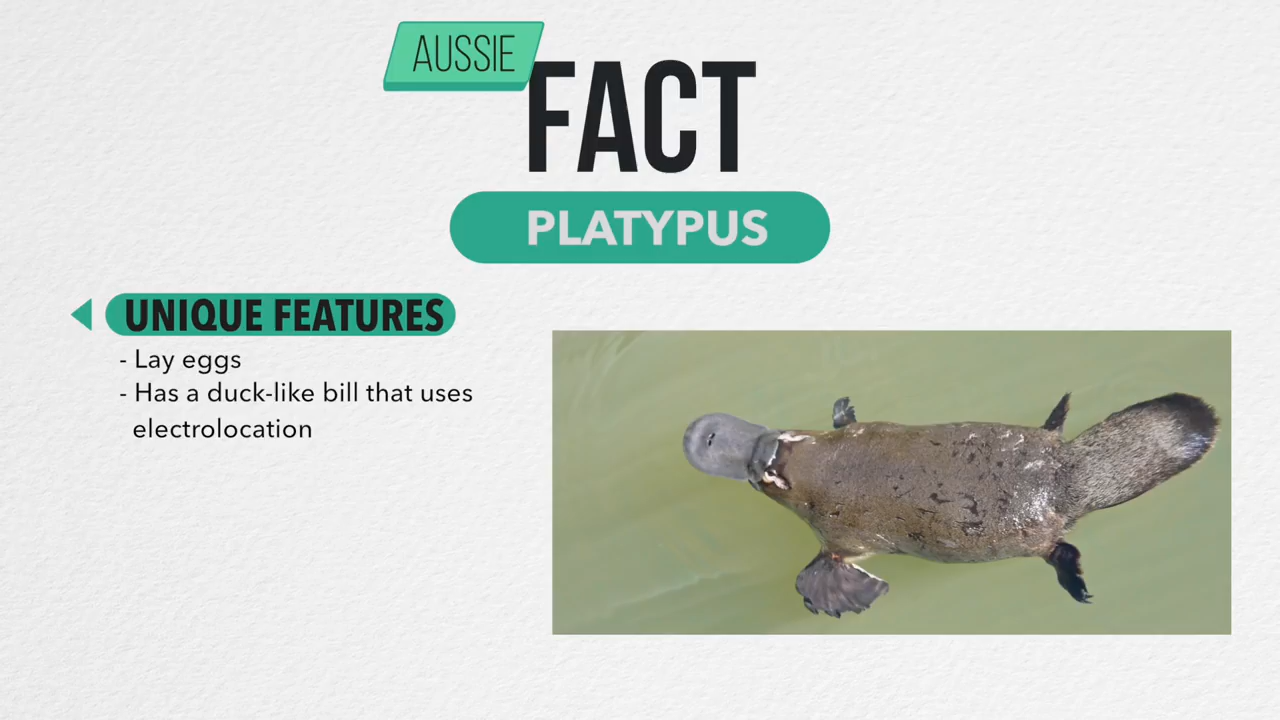 AUSSIE
FACT
PLATYPUS
UNIQUE FEATURES
- Lay eggs
- Has a duck-like bill that uses
electrolocation